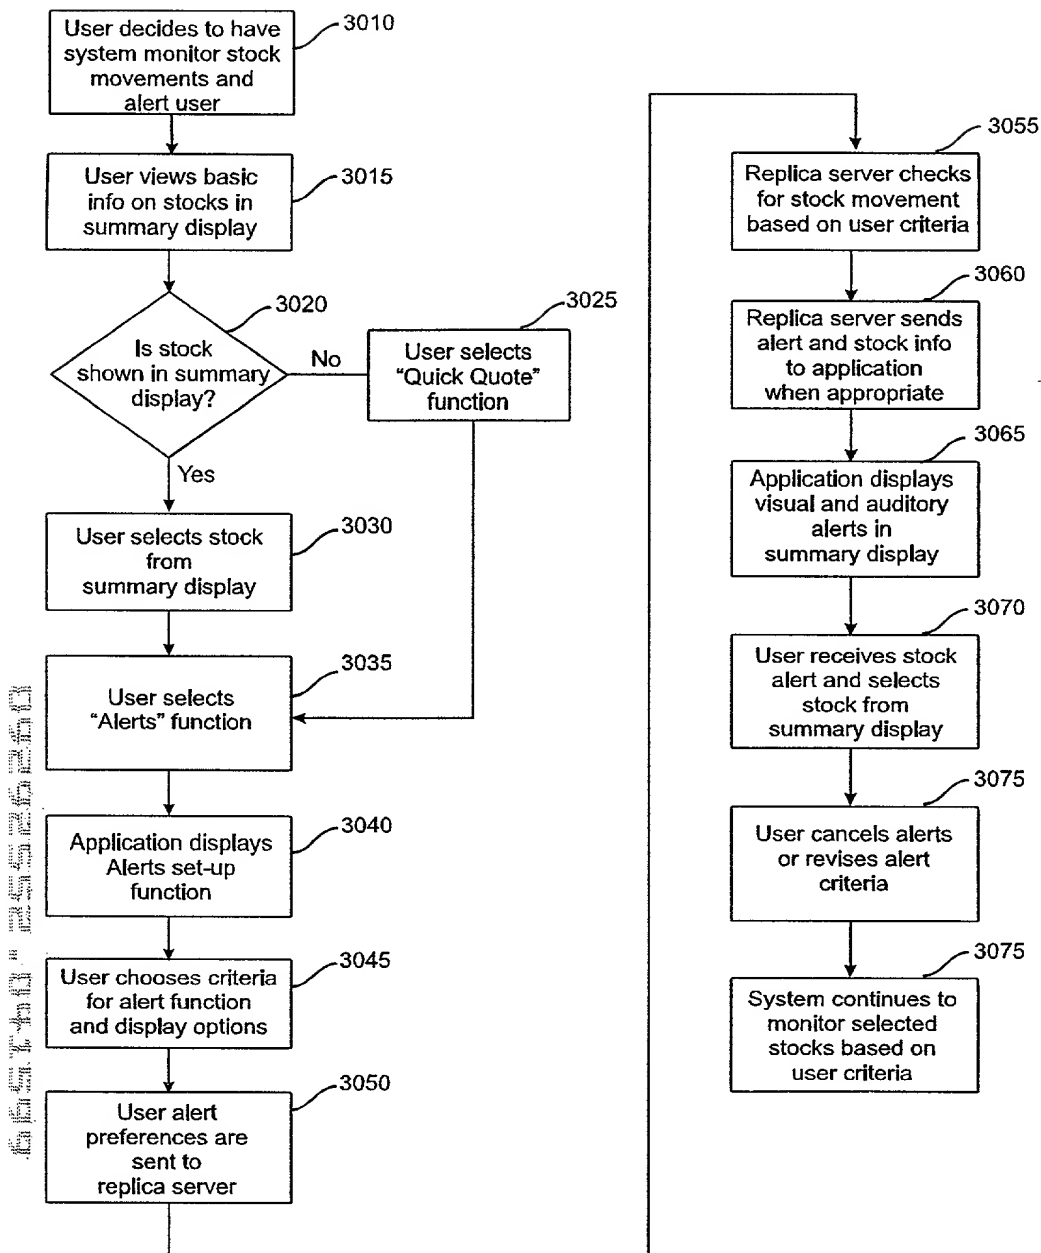 3010
User decides to have
system monitor stock
movements and
alert user
3015
User views basic
info on stocks in
summary display
3020
Is stock
shown in summary
display?
No
3025
User selects
“Quick Quote”
function
Yes
3030
User selects stock
from
summary display
3035
User selects
“Alerts” function
3040
Application displays
Alerts set-up
function
3045
User chooses criteria
for alert function
and display options
3050
User alert
preferences are
sent to
replica server
3055
Replica server checks
for stock movement
based on user criteria
3060
Replica server sends
alert and stock info
to application
when appropriate
3065
Application displays
visual and auditory
alerts in
summary display
3070
User receives stock
alert and selects
stock from
summary display
3075
User cancels alerts
or revises alert
criteria
3075
System continues to
monitor selected
stocks based on
user criteria